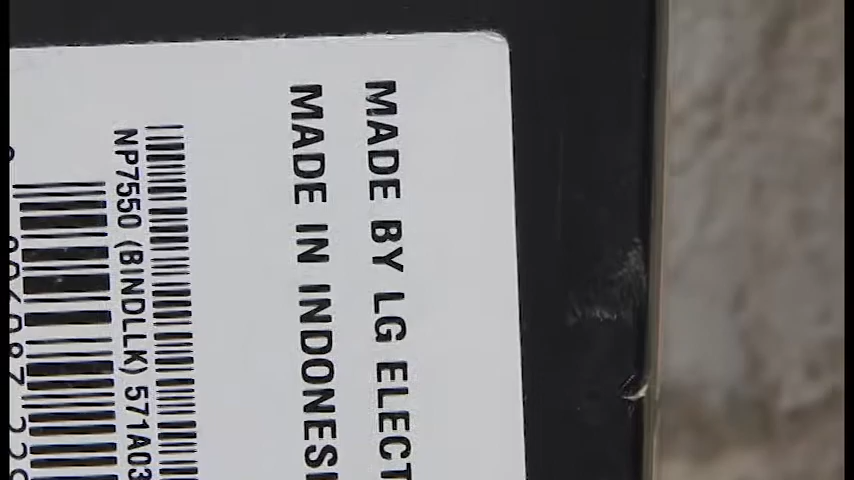 MADE BY LG ELECT
MADE IN INDONESI
NP7550 (BINDLLK) 571A03